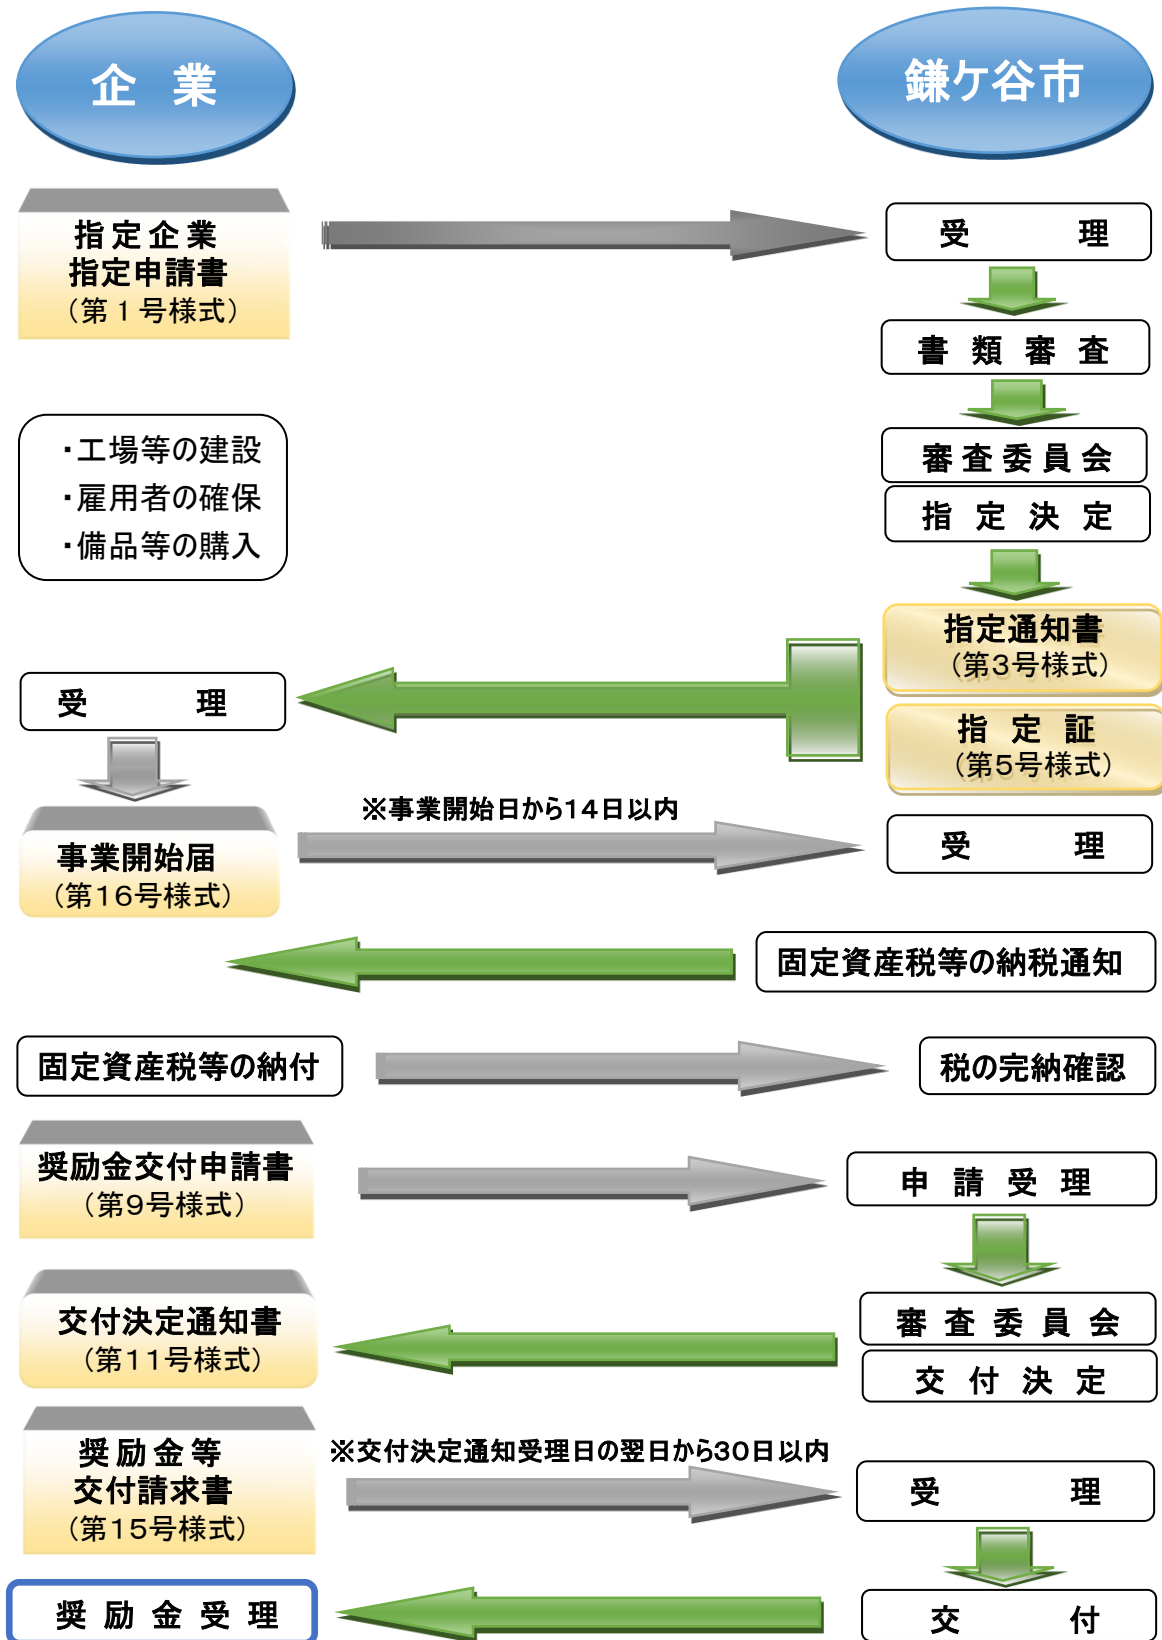 企　業
鎌ケ谷市
指定企業
指定申請書
（第１号様式）
受　理
書類審査
審査委員会
指定決定
・工場等の建設
・雇用者の確保
・備品等の購入
指定通知書
（第3号様式）
指定証
（第5号様式）
受　理
※事業開始日から14日以内
事業開始届
（第16号様式）
受　理
固定資産税等の納税通知
固定資産税等の納付
税の完納確認
奨励金交付申請書
（第9号様式）
申請受理
審査委員会
交付決定
交付決定通知書
（第11号様式）
奨励金等
交付請求書
（第15号様式）
※交付決定通知受理日の翌日から30日以内
受　理
奨励金受理
交　付